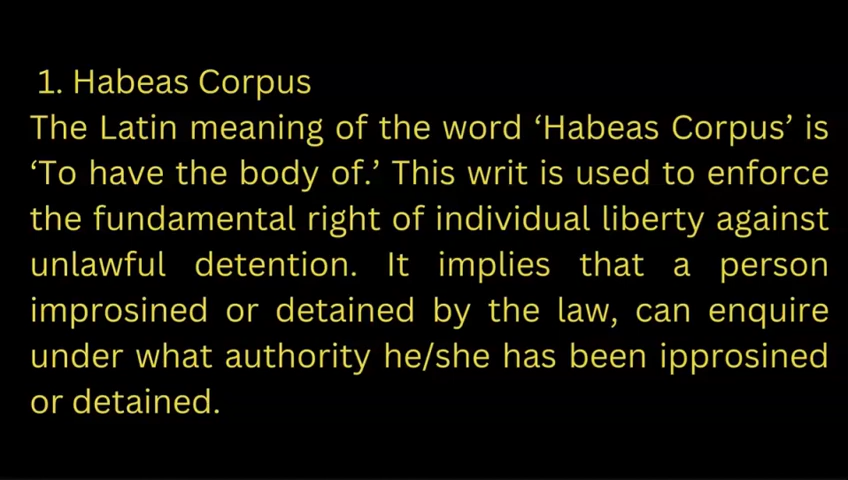 1. Habeas Corpus
The Latin meaning of the word ‘Habeas Corpus’ is
‘To have the body of.’ This writ is used to enforce
the fundamental right of individual liberty against
unlawful detention. It implies that a person
improsined or detained by the law, can enquire
under what authority he/she has been ipprosined
or detained.